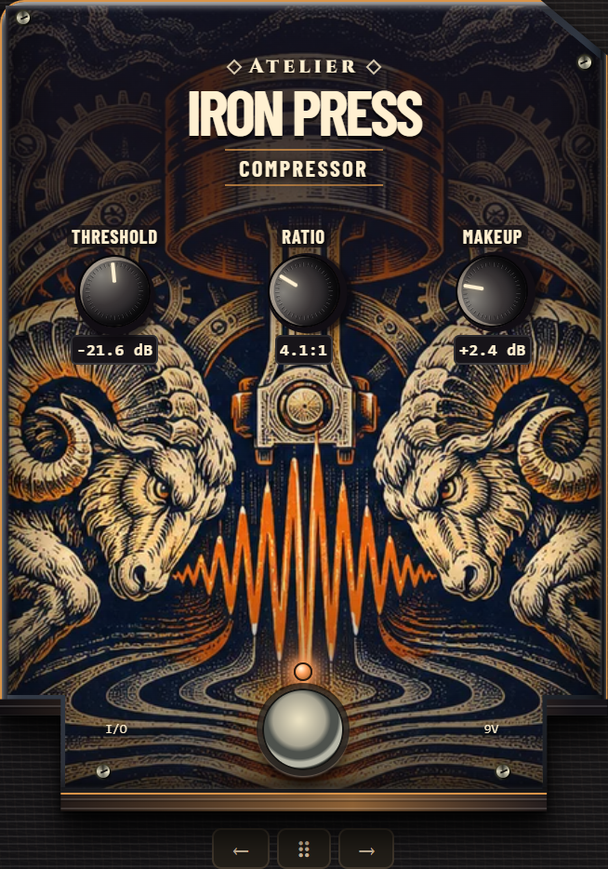 ATELIER
IRON PRESS
COMPRESSOR
THRESHOLD RATIO MAKEUP
-21.6 dB 4.1:1 +2.4 dB
I/O 9V
← →